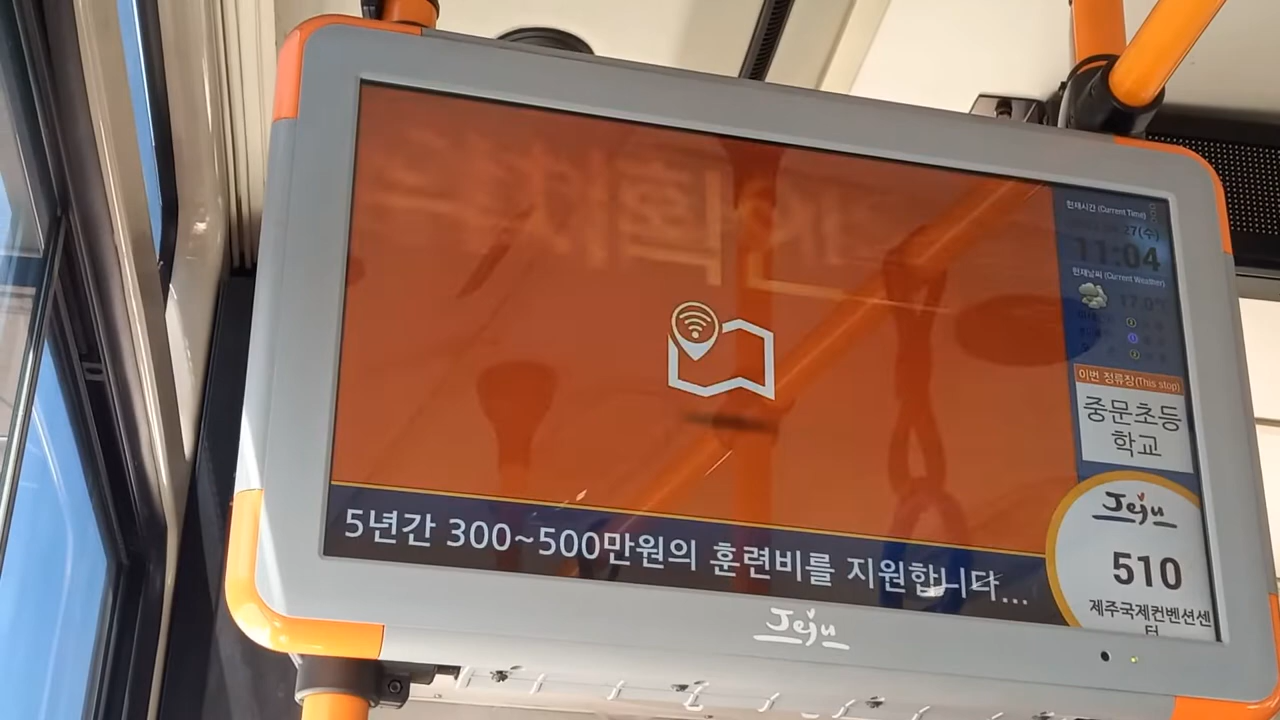 현재시간 (Current Time)
27(수)
11:04
현재날씨 (Current Weather)
17.0℃
이번 정류장(This stop)
중문초등
학교
Jeju
510
제주국제컨벤션센
터
5년간 300~500만원의 훈련비를 지원합니다...
Jeju